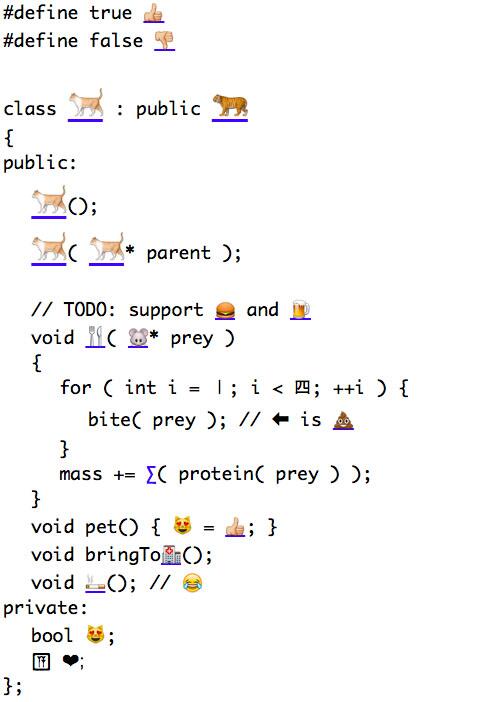 #define true 👍
#define false 👎
class 🐈 : public 🐅
{
public:
🐈();
🐈( 🐈* parent );
// TODO: support 🍔 and 🍺
void 🍴( 🐭* prey )
{
for ( int i = 〡; i < 四; ++i ) {
bite( prey ); // ⬅ is 💩
}
mass += ∑( protein( prey ) );
}
void pet() { 😻 = 👍; }
void bringTo🏥();
void 🚬(); // 😂
private:
bool 😻;
❤;
};